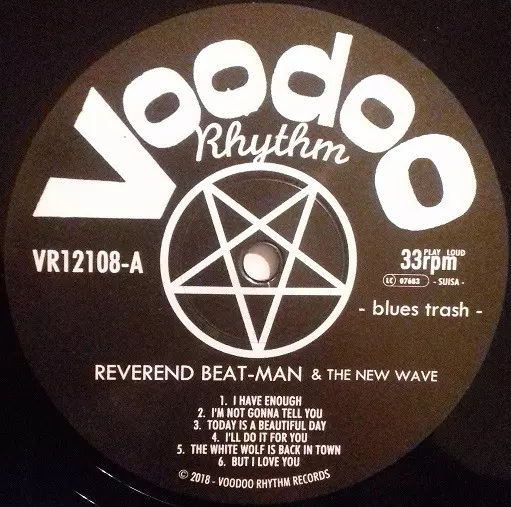 Voodoo
Rhythm
VR12108-A
PLAY LOUD
33rpm
LC 07683 - SUISA -
- blues trash -
REVEREND BEAT-MAN & THE NEW WAVE
1. I HAVE ENOUGH
2. I'M NOT GONNA TELL YOU
3. TODAY IS A BEAUTIFUL DAY
4. I'LL DO IT FOR YOU
5. THE WHITE WOLF IS BACK IN TOWN
6. BUT I LOVE YOU
© 2018 - VOODOO RHYTHM RECORDS